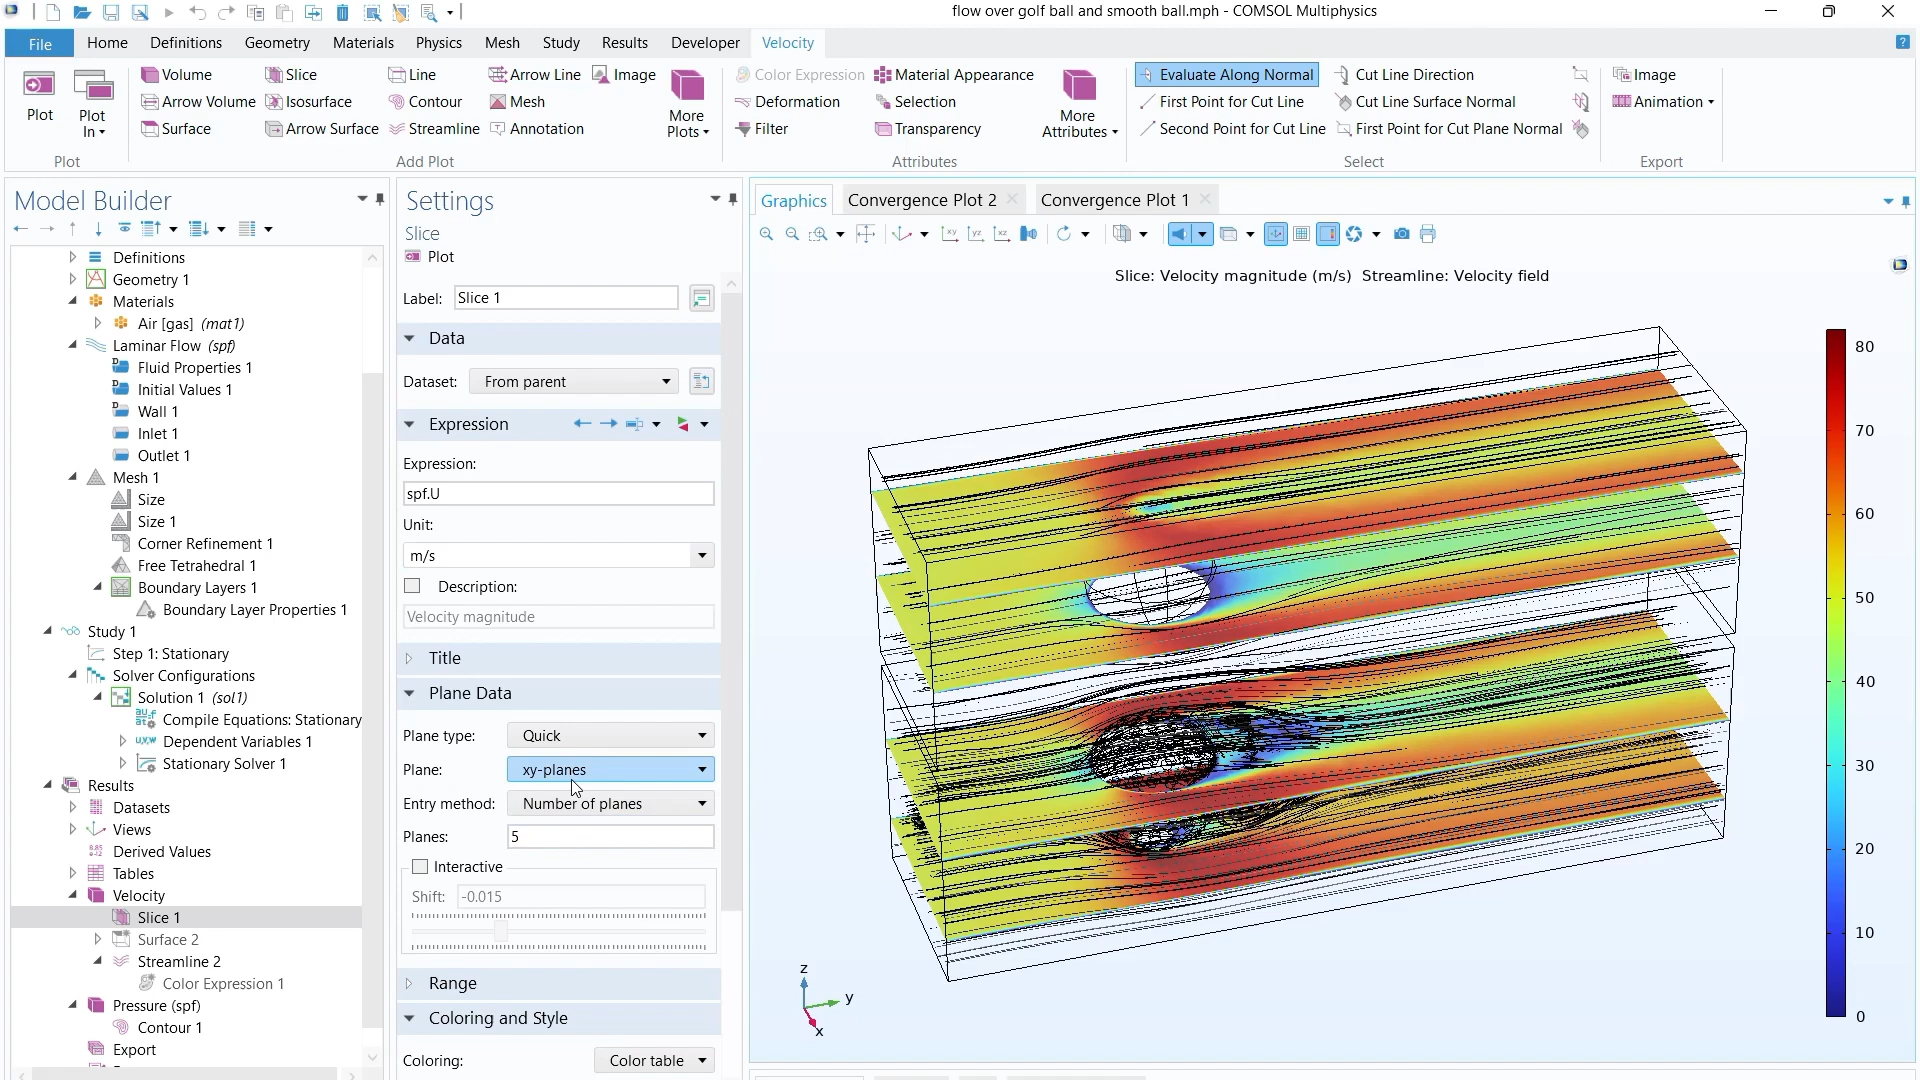 flow over golf ball and smooth ball.mph - COMSOL Multiphysics
File Home Definitions Geometry Materials Physics Mesh Study Results Developer Velocity
Volume Slice Line Arrow Line Image Color Expression Material Appearance Evaluate Along Normal Cut Line Direction Image
Arrow Volume Isosurface Contour Mesh Deformation Selection First Point for Cut Line Cut Line Surface Normal Animation
Plot Plot In More Plots More Attributes
Surface Arrow Surface Streamline Annotation Filter Transparency Second Point for Cut Line First Point for Cut Plane Normal
Plot Add Plot Attributes Select Export
Model Builder
Definitions
Geometry 1
Materials
Air [gas] (mat1)
Laminar Flow (spf)
Fluid Properties 1
Initial Values 1
Wall 1
Inlet 1
Outlet 1
Mesh 1
Size
Size 1
Corner Refinement 1
Free Tetrahedral 1
Boundary Layers 1
Boundary Layer Properties 1
Study 1
Step 1: Stationary
Solver Configurations
Solution 1 (sol1)
Compile Equations: Stationary
Dependent Variables 1
Stationary Solver 1
Results
Datasets
Views
Derived Values
Tables
Velocity
Slice 1
Surface 2
Streamline 2
Color Expression 1
Pressure (spf)
Contour 1
Export
Settings
Slice
Plot
Label: Slice 1
Data
Dataset: From parent
Expression
Expression:
spf.U
Unit:
m/s
Description:
Velocity magnitude
Title
Plane Data
Plane type: Quick
Plane: xy-planes
Entry method: Number of planes
Planes: 5
Interactive
Shift: -0.015
Range
Coloring and Style
Coloring: Color table
Graphics Convergence Plot 2 Convergence Plot 1
Slice: Velocity magnitude (m/s) Streamline: Velocity field
80
70
60
50
40
30
20
10
0
z
y
x